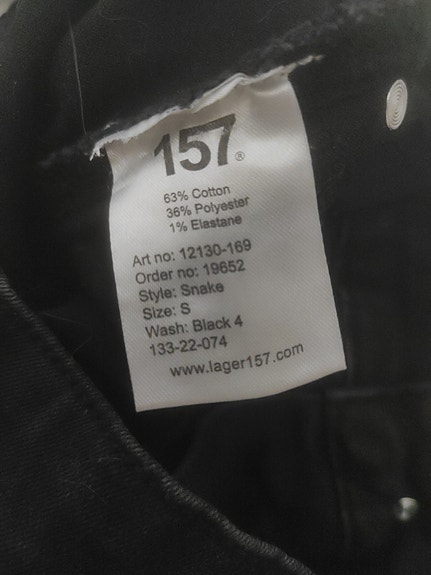 157®
63% Cotton
36% Polyester
1% Elastane
Art no: 12130-169
Order no: 19652
Style: Snake
Size: S
Wash: Black 4
133-22-074
www.lager157.com